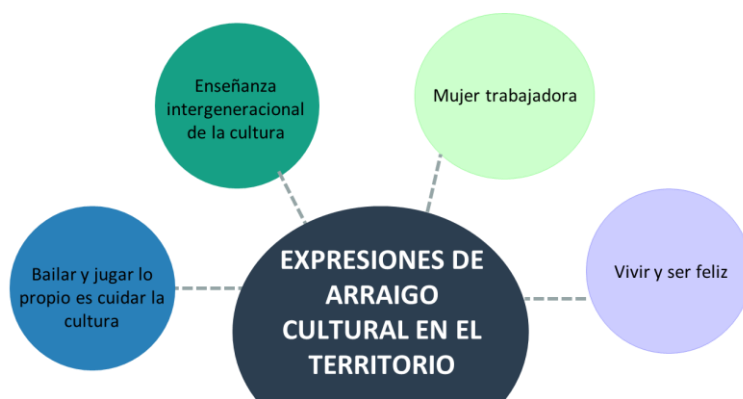 Enseñanza
intergeneracional
de la cultura
Mujer trabajadora
Bailar y jugar lo
propio es cuidar la
cultura
EXPRESIONES DE
ARRAIGO
CULTURAL EN EL
TERRITORIO
Vivir y ser feliz